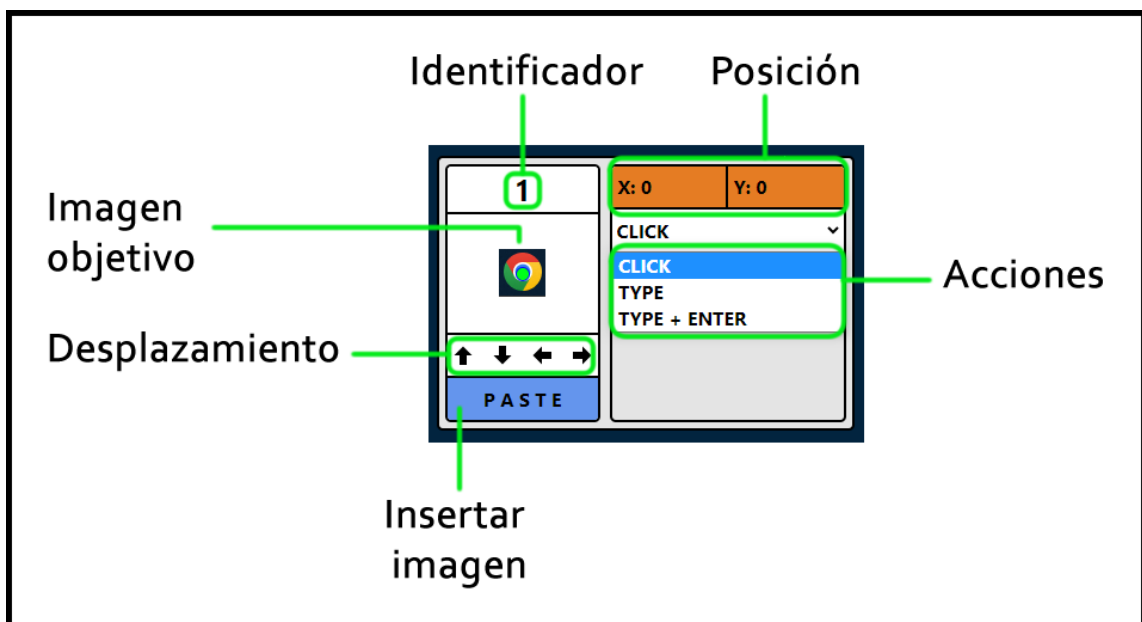 Identificador
Posición
1
X: 0
Y: 0
Imagen
objetivo
CLICK
CLICK
TYPE
TYPE + ENTER
Acciones
Desplazamiento
PASTE
Insertar
imagen